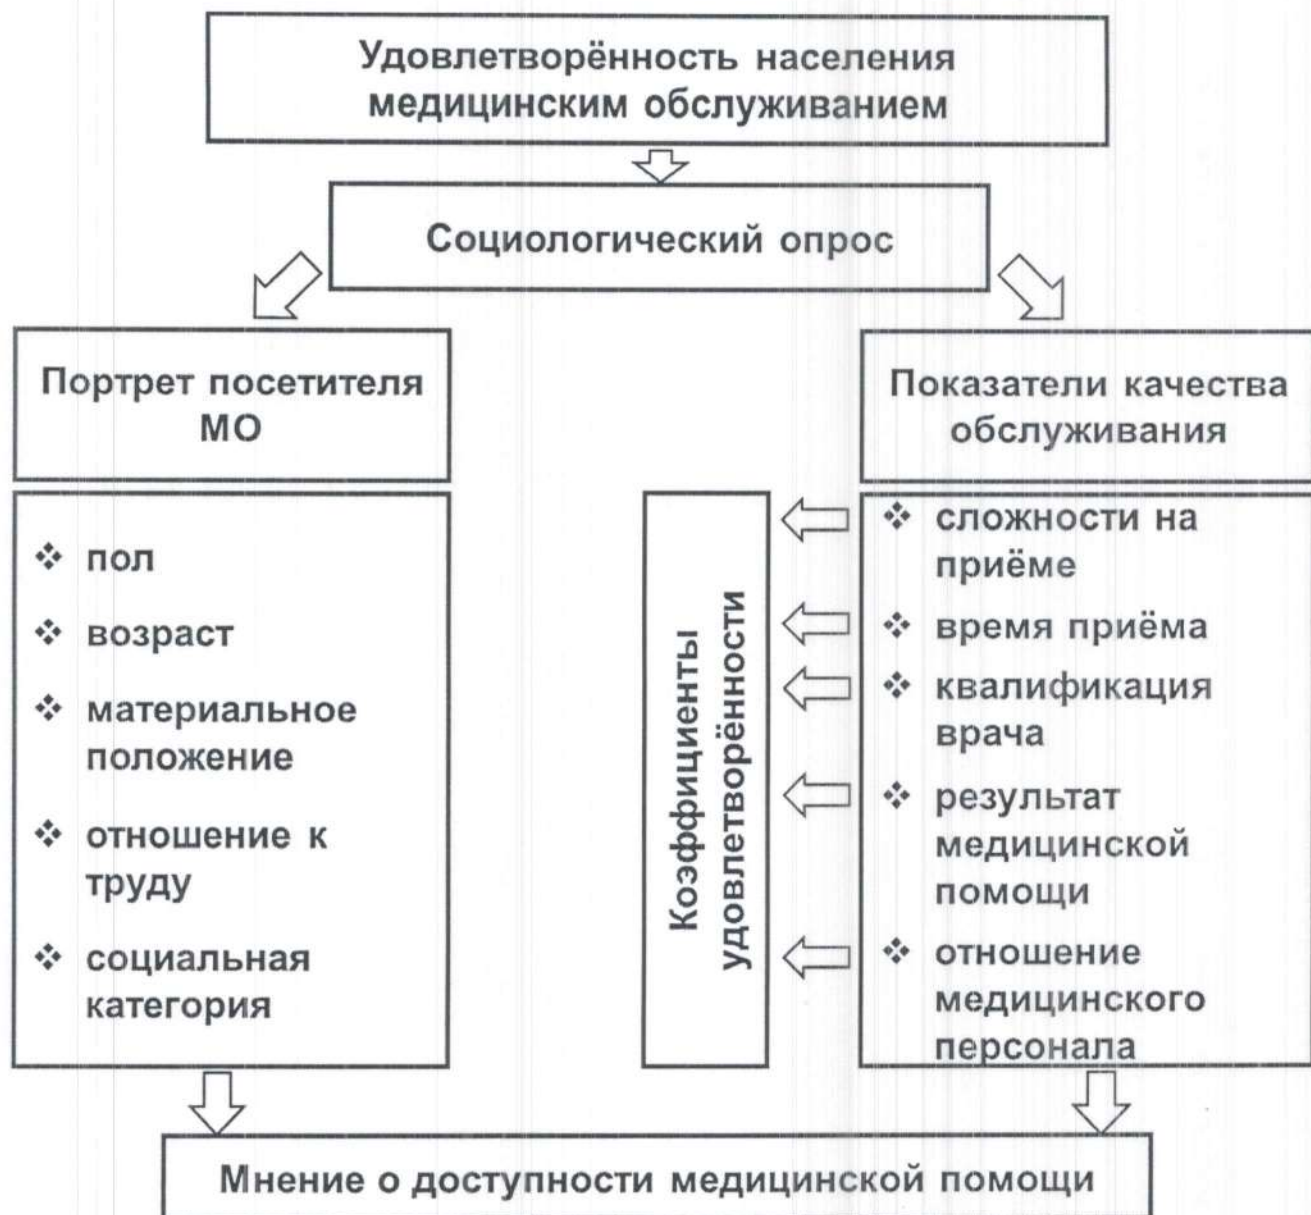 Удовлетворённость населения
медицинским обслуживанием
Социологический опрос
Портрет посетителя
МО
❖ пол
❖ возраст
❖ материальное
положение
❖ отношение к
труду
❖ социальная
категория
Показатели качества
обслуживания
Коэффициенты
удовлетворённости
❖ сложности на
приёме
❖ время приёма
❖ квалификация
врача
❖ результат
медицинской
помощи
❖ отношение
медицинского
персонала
Мнение о доступности медицинской помощи